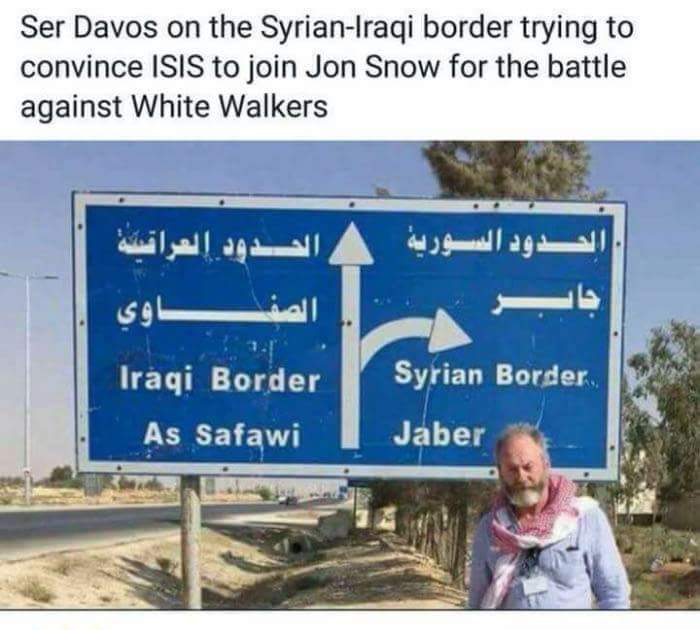 Ser Davos on the Syrian-Iraqi border trying to
convince ISIS to join Jon Snow for the battle
against White Walkers
الحدود العراقية
الصفاوي
Iraqi Border
As Safawi
الحدود السورية
جابر
Syrian Border
Jaber